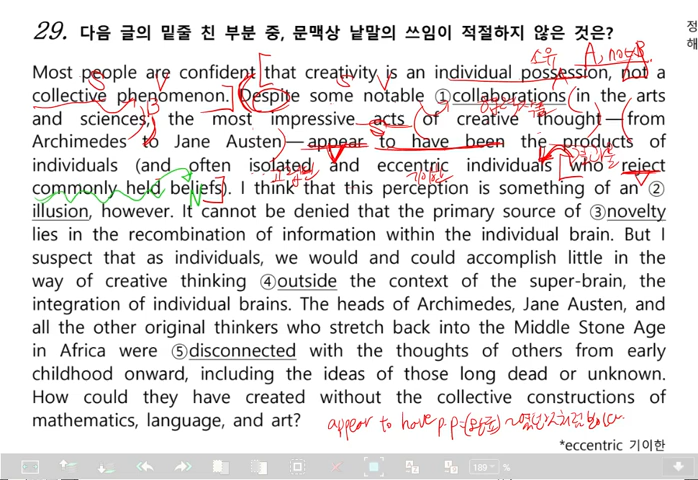 29. 다음 글의 밑줄 친 부분 중, 문맥상 낱말의 쓰임이 적절하지 않은 것은?
정
해
소유
A, not B
Most people are confident that creativity is an individual possession, not a
S V S V
collective phenomenon. Despite some notable ①collaborations in the arts
and sciences, the most impressive acts of creative thought—from
Archimedes to Jane Austen—appear to have been the products of
individuals (and often isolated and eccentric individuals who reject
commonly held beliefs). I think that this perception is something of an ②
illusion, however. It cannot be denied that the primary source of ③novelty
lies in the recombination of information within the individual brain. But I
suspect that as individuals, we would and could accomplish little in the
way of creative thinking ④outside the context of the super-brain, the
integration of individual brains. The heads of Archimedes, Jane Austen, and
all the other original thinkers who stretch back into the Middle Stone Age
in Africa were ⑤disconnected with the thoughts of others from early
childhood onward, including the ideas of those long dead or unknown.
How could they have created without the collective constructions of
mathematics, language, and art?
appear to have p.p=(완료)
*eccentric 기이한
189 %